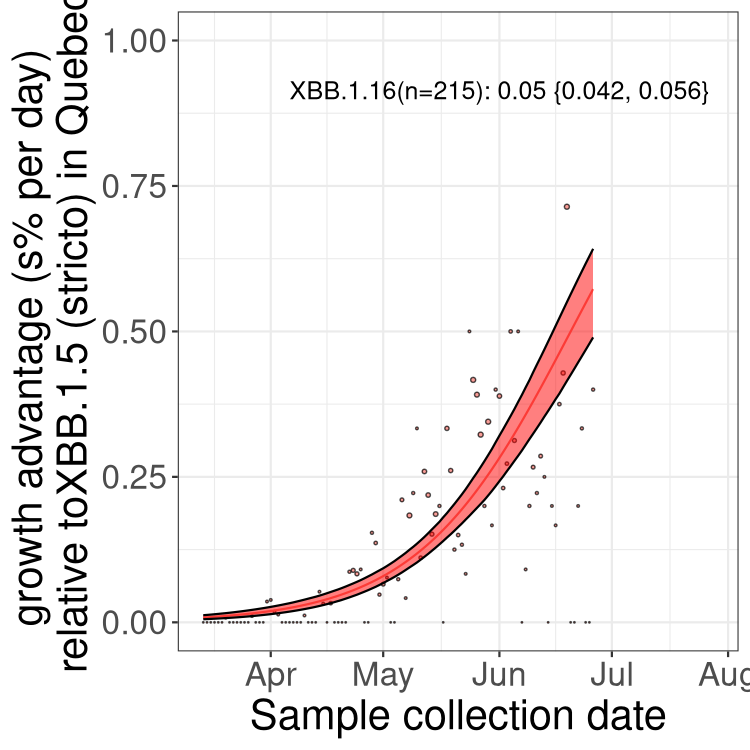 growth advantage (s% per day)
relative toXBB.1.5 (stricto) in Quebec
1.00
0.75
0.50
0.25
0.00
XBB.1.16(n=215): 0.05 {0.042, 0.056}
Apr
May
Jun
Jul
Aug
Sample collection date